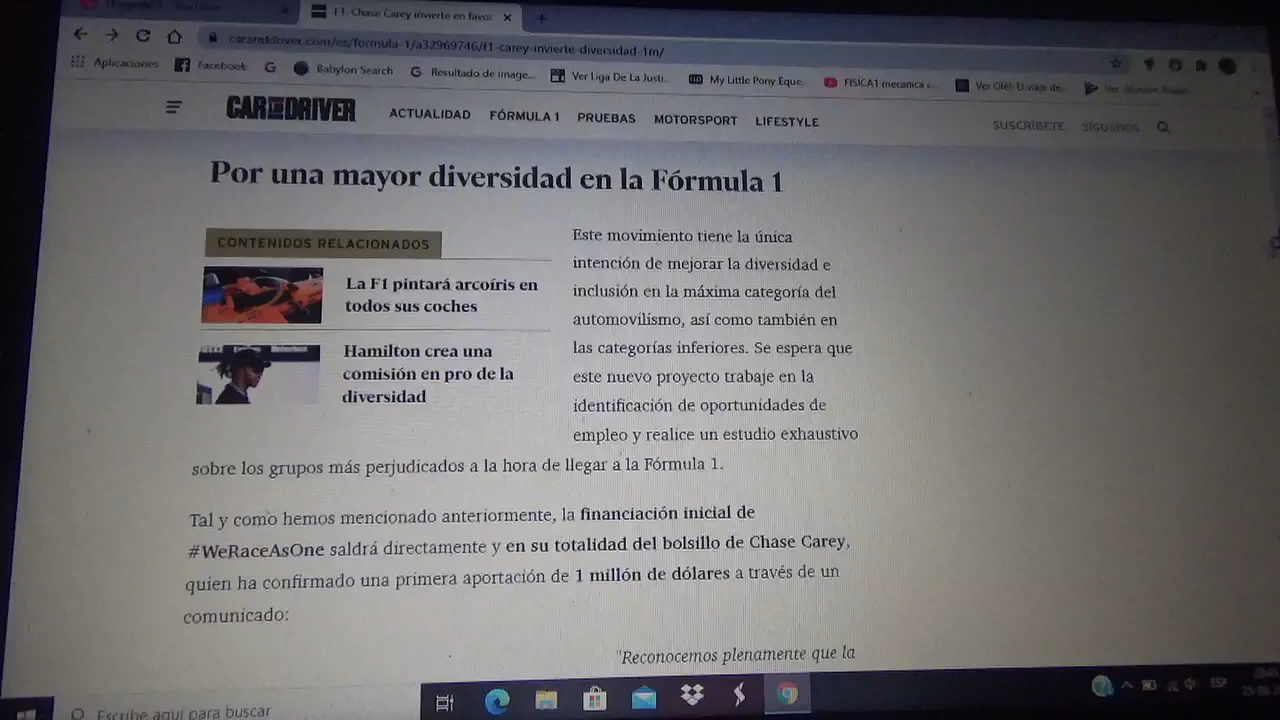 F1: Chase Carey invierte en favor
caranddriver.com/es/formula-1/a32969746/f1-carey-invierte-diversidad-1m/
Aplicaciones
Facebook
Babylon Search
Resultado de image...
Ver Liga De La Justi...
My Little Pony Eque...
FISICA1 mecanica c...
Ver Olé!, El viaje de...
CAR AND DRIVER
ACTUALIDAD FÓRMULA 1 PRUEBAS MOTORSPORT LIFESTYLE
SUSCRÍBETE SÍGUENOS
Por una mayor diversidad en la Fórmula 1
CONTENIDOS RELACIONADOS
La F1 pintará arcoíris en
todos sus coches
Hamilton crea una
comisión en pro de la
diversidad
Este movimiento tiene la única
intención de mejorar la diversidad e
inclusión en la máxima categoría del
automovilismo, así como también en
las categorías inferiores. Se espera que
este nuevo proyecto trabaje en la
identificación de oportunidades de
empleo y realice un estudio exhaustivo
sobre los grupos más perjudicados a la hora de llegar a la Fórmula 1.
Tal y como hemos mencionado anteriormente, la financiación inicial de
#WeRaceAsOne saldrá directamente y en su totalidad del bolsillo de Chase Carey,
quien ha confirmado una primera aportación de 1 millón de dólares a través de un
comunicado:
"Reconocemos plenamente que la
Escribe aquí para buscar
ESP